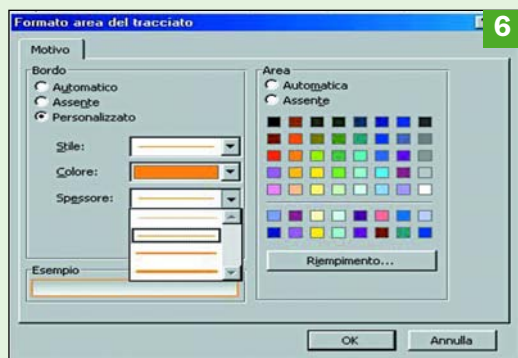 Formato area del tracciato
6
Motivo
Bordo
Automatico
Assente
Personalizzato
Stile:
Colore:
Spessore:
Esempio
Area
Automatica
Assente
Riempimento...
OK
Annulla